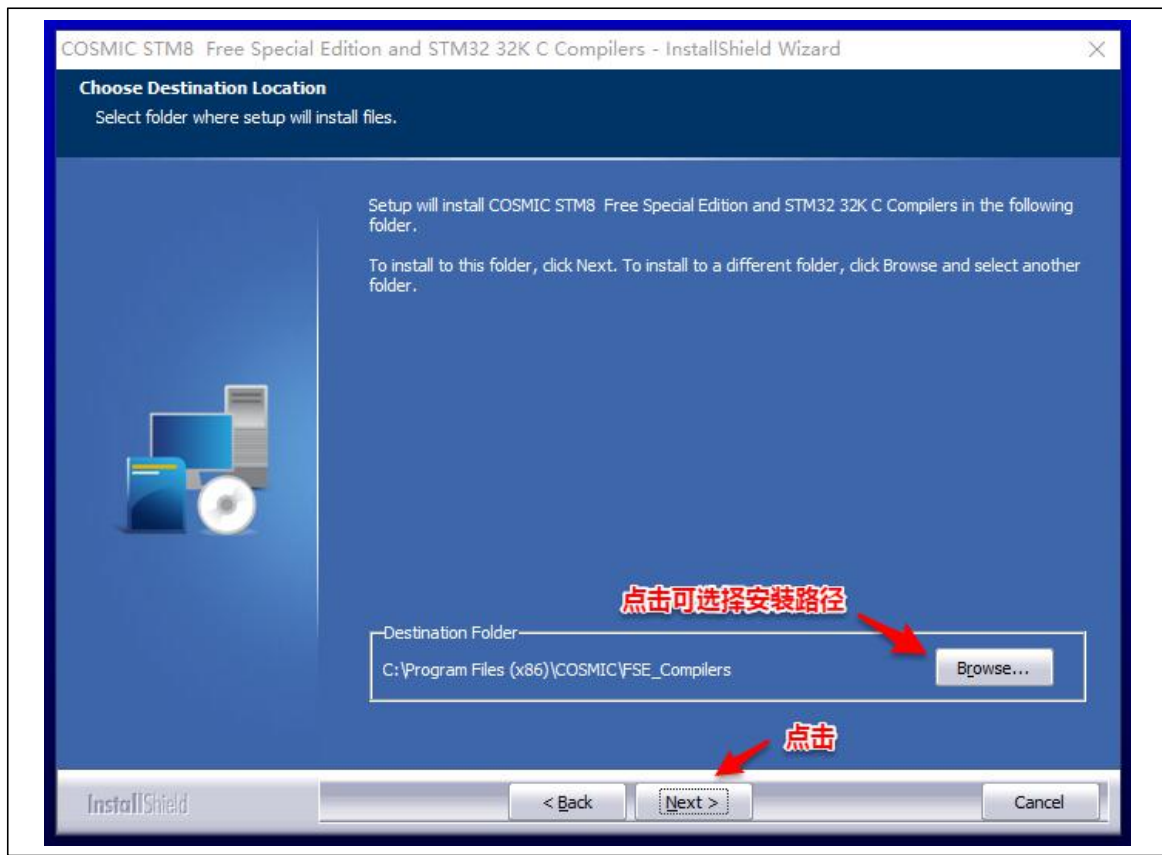 COSMIC STM8  Free Special Edition and STM32 32K C Compilers - InstallShield Wizard
Choose Destination Location
Select folder where setup will install files.
Setup will install COSMIC STM8  Free Special Edition and STM32 32K C Compilers in the following
folder.
To install to this folder, click Next. To install to a different folder, click Browse and select another
folder.
点击可选择安装路径
Destination Folder
C:\Program Files (x86)\COSMIC\FSE_Compilers
Browse...
点击
InstallShield
< Back
Next >
Cancel